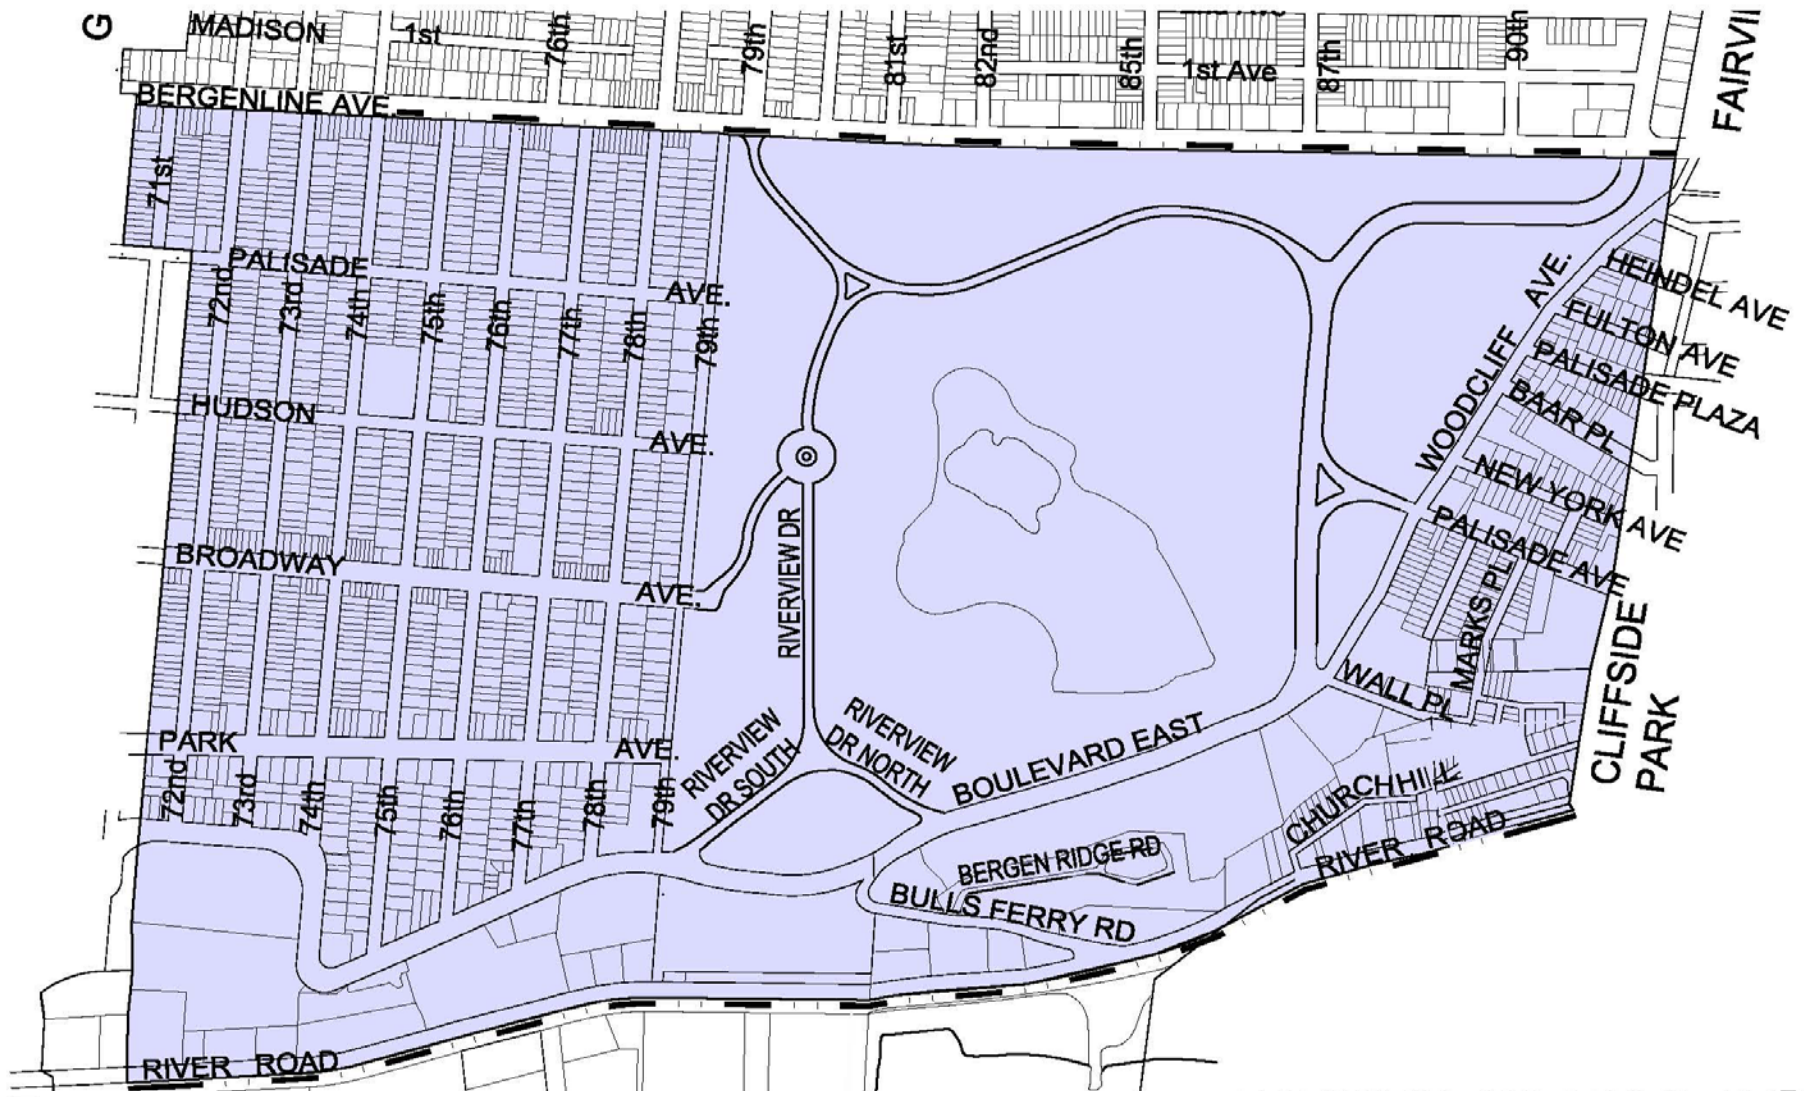 G
MADISON
1st
76th
79th
81st
82nd
85th
1st Ave
87th
90th
BERGENLINE AVE.
71st
PALISADE
AVE.
72nd
73rd
74th
75th
76th
77th
78th
79th
HUDSON
AVE.
BROADWAY
AVE.
RIVERVIEW DR
WOODCLIFF AVE.
HEINDEL AVE
FULTON AVE
PALISADE PLAZA
BAAR PL
NEW YORK AVE
PALISADE AVE
MARKS PL
WALL PL
CLIFFSIDE
PARK
PARK
AVE.
72nd
73rd
74th
75th
76th
77th
78th
79th
RIVERVIEW
DR SOUTH
RIVERVIEW
DR NORTH
BOULEVARD EAST
CHURCH HILL
RIVER ROAD
BERGEN RIDGE RD
BULLS FERRY RD
RIVER ROAD